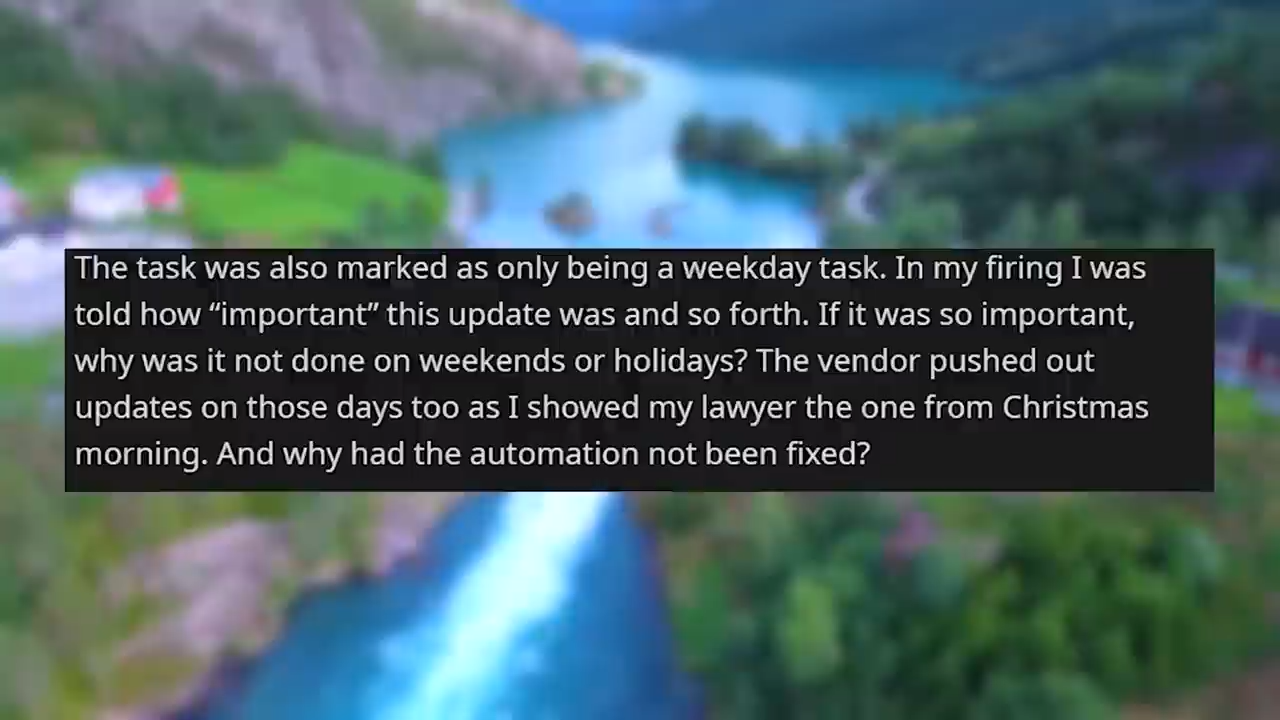 The task was also marked as only being a weekday task. In my firing I was
told how “important” this update was and so forth. If it was so important,
why was it not done on weekends or holidays? The vendor pushed out
updates on those days too as I showed my lawyer the one from Christmas
morning. And why had the automation not been fixed?